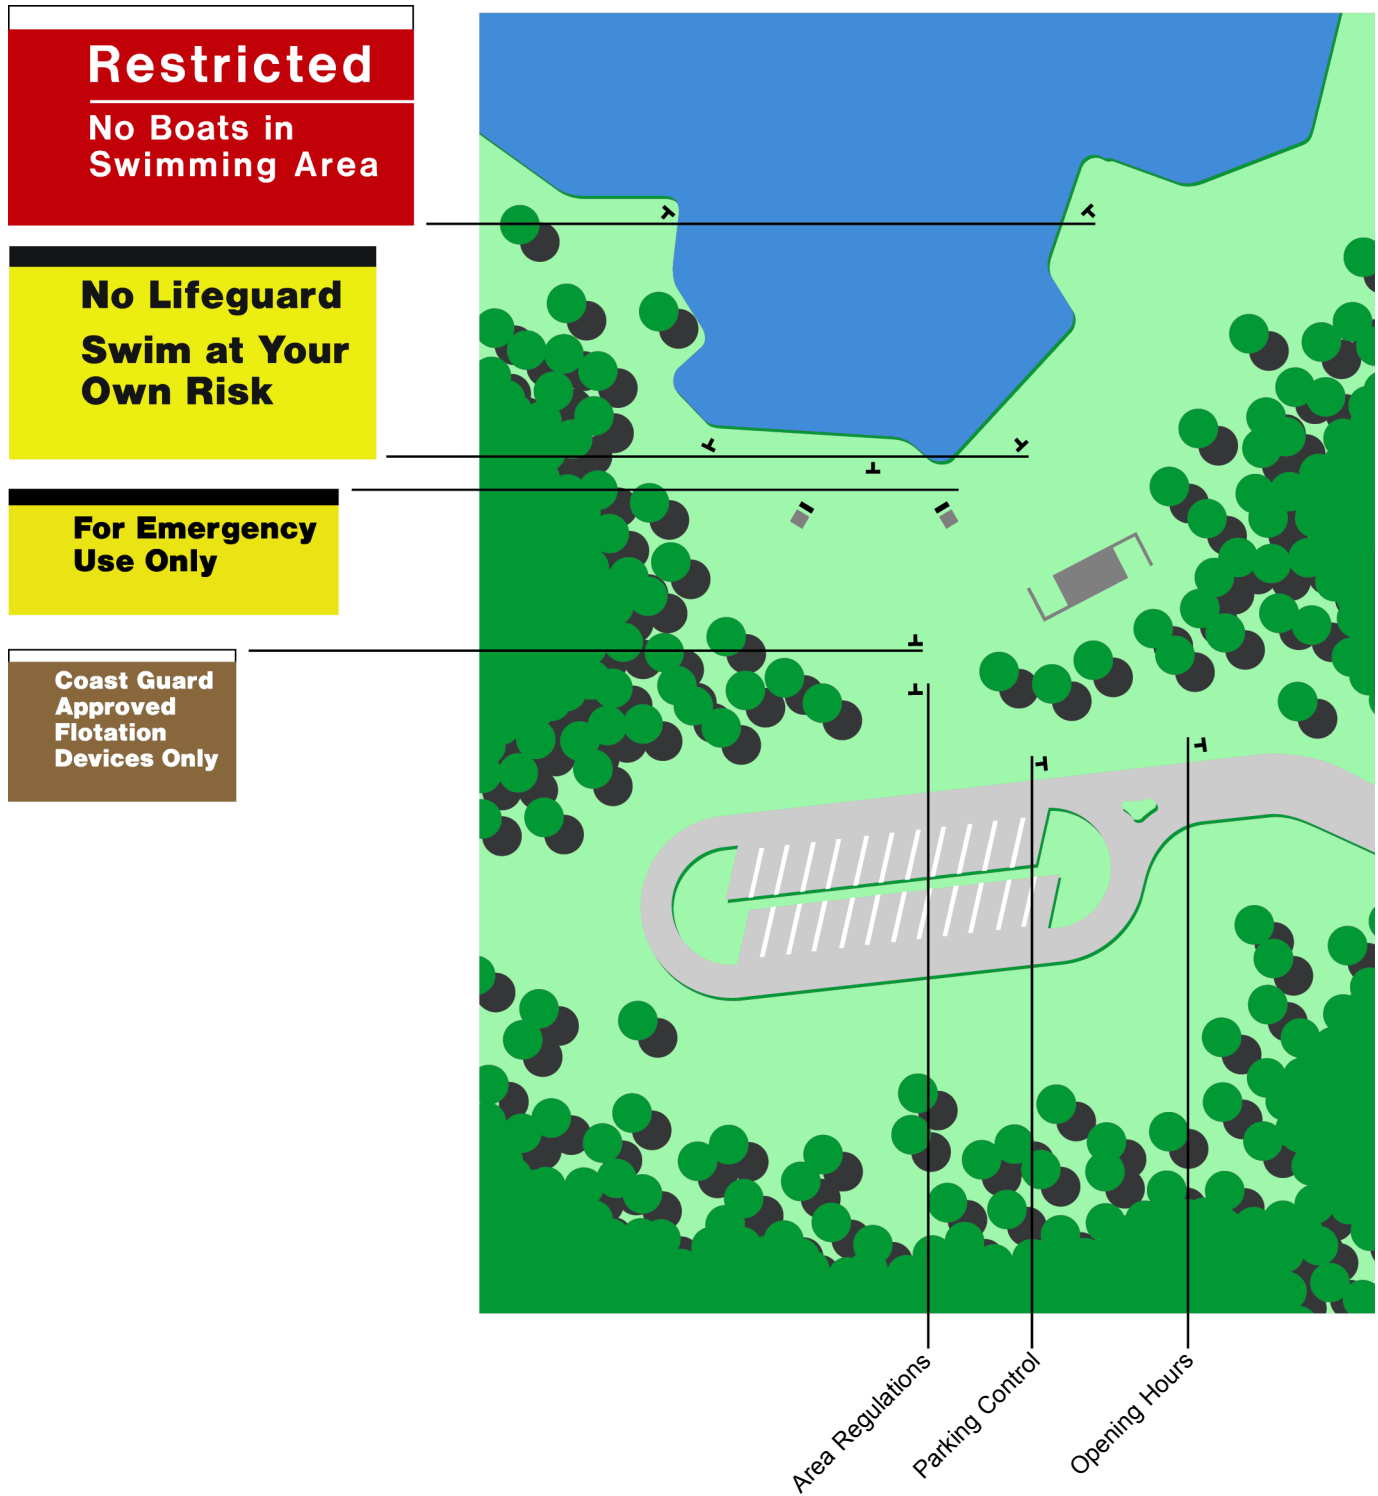 Restricted
No Boats in
Swimming Area
No Lifeguard
Swim at Your
Own Risk
For Emergency
Use Only
Coast Guard
Approved
Flotation
Devices Only
Area Regulations
Parking Control
Opening Hours